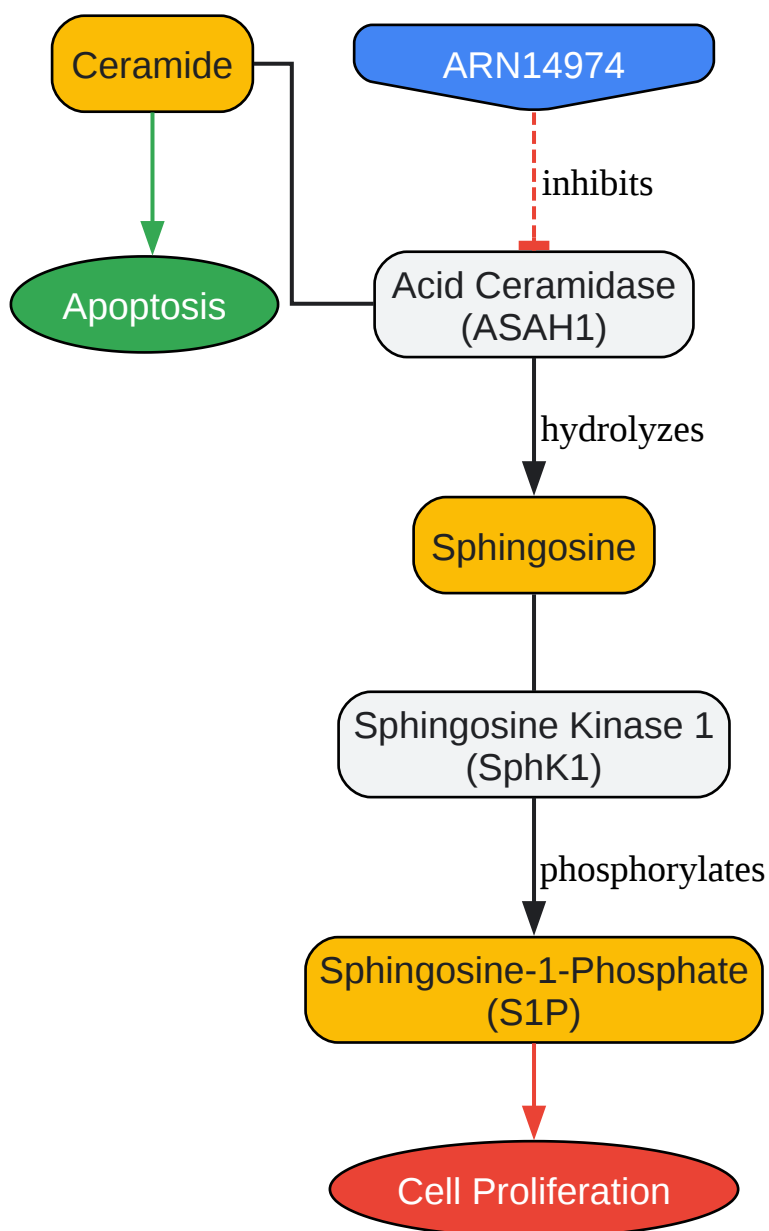 Ceramide
ARN14974
inhibits
Apoptosis
Acid Ceramidase
(ASAH1)
hydrolyzes
Sphingosine
Sphingosine Kinase 1
(SphK1)
phosphorylates
Sphingosine-1-Phosphate
(S1P)
Cell Proliferation